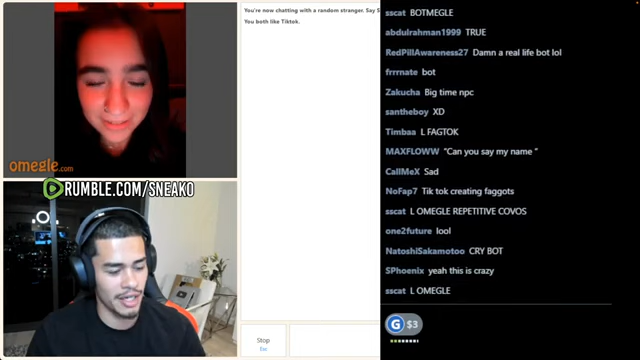 You're now chatting with a random stranger. Say
You both like Tiktek.
omegle.com
RUMBLE.COM/SNEAKO
Stop
Esc
sscat BOTMEGLE
abdulrahman1999 TRUE
RedPillAwareness27 Damn a real life bot lol
frrrnate bot
Zakucha Big time npc
santheboy XD
Timbaa L FAGTOK
MAXFLOWW "Can you say my name "
CallMeX Sad
NoFap7 Tik tok creating faggots
sscat L OMEGLE REPETITIVE COVOS
one2future lool
NatoshiSakamotoo CRY BOT
SPhoenix yeah this is crazy
sscat L OMEGLE
G $3